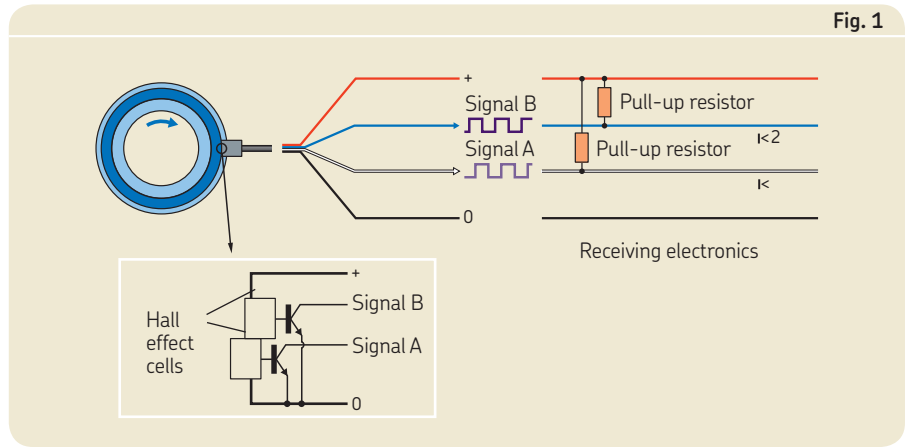 Fig. 1
+
Signal B
Pull-up resistor
I<2
Signal A
Pull-up resistor
I<
0
Receiving electronics
+
Signal B
Hall
effect
cells
Signal A
0